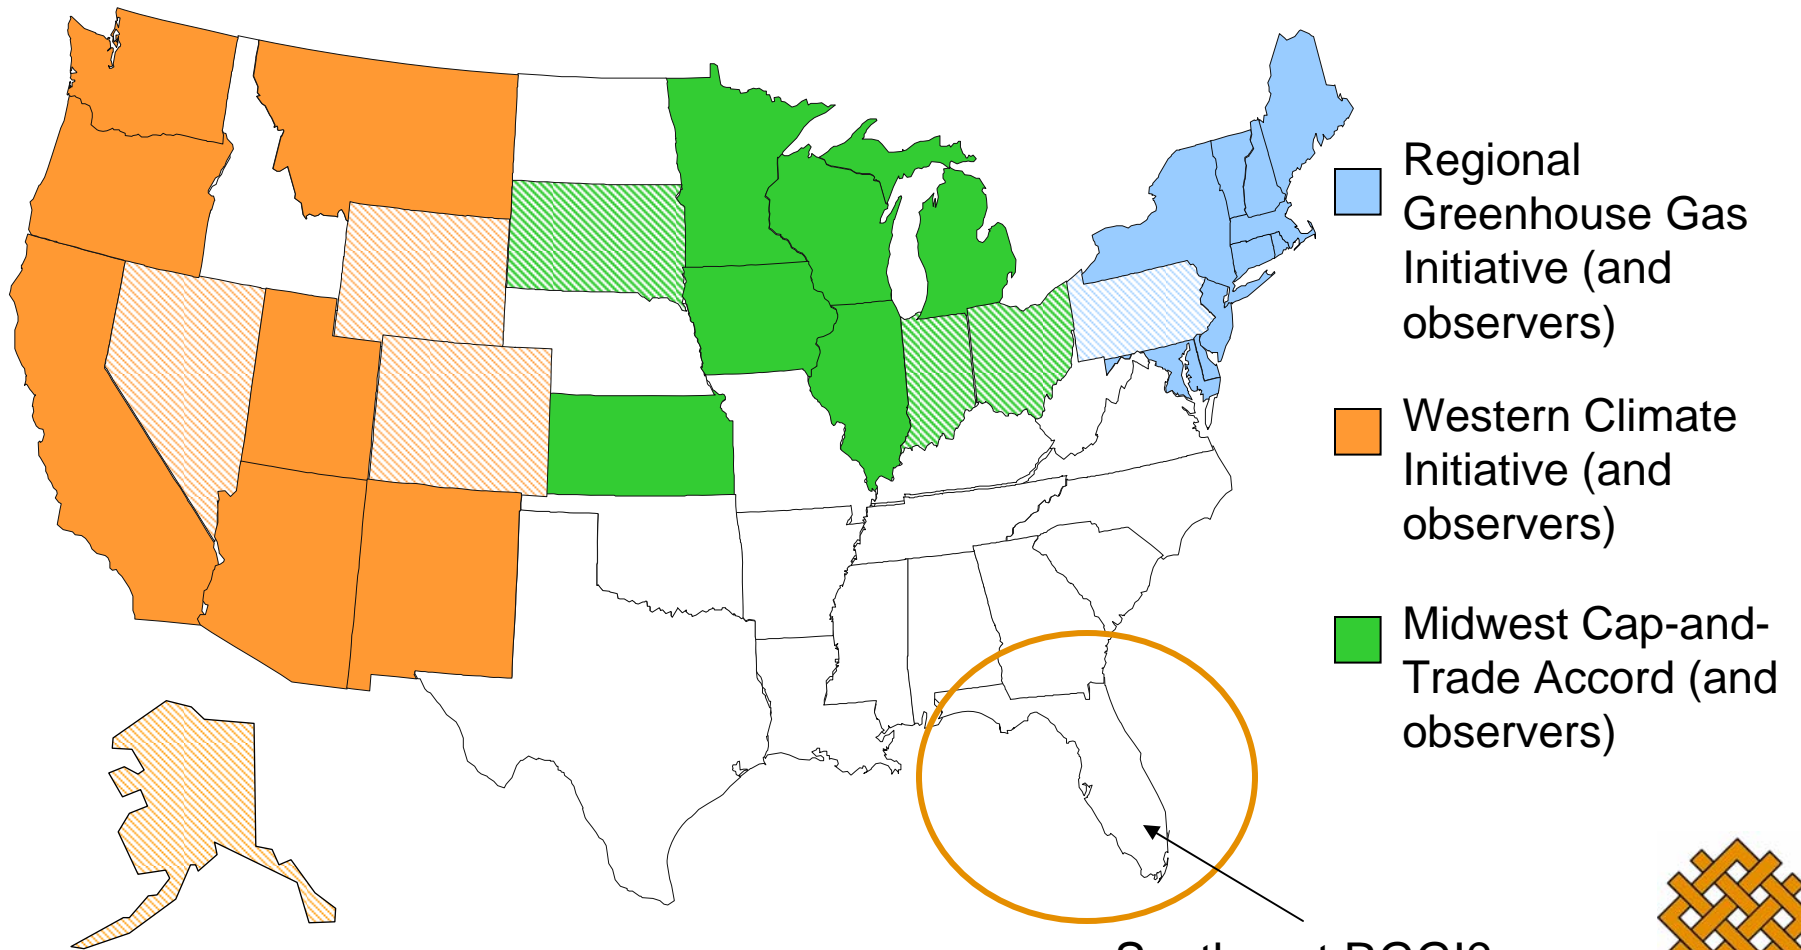 Regional
Greenhouse Gas
Initiative (and
observers)
Western Climate
Initiative (and
observers)
Midwest Cap-and-
Trade Accord (and
observers)